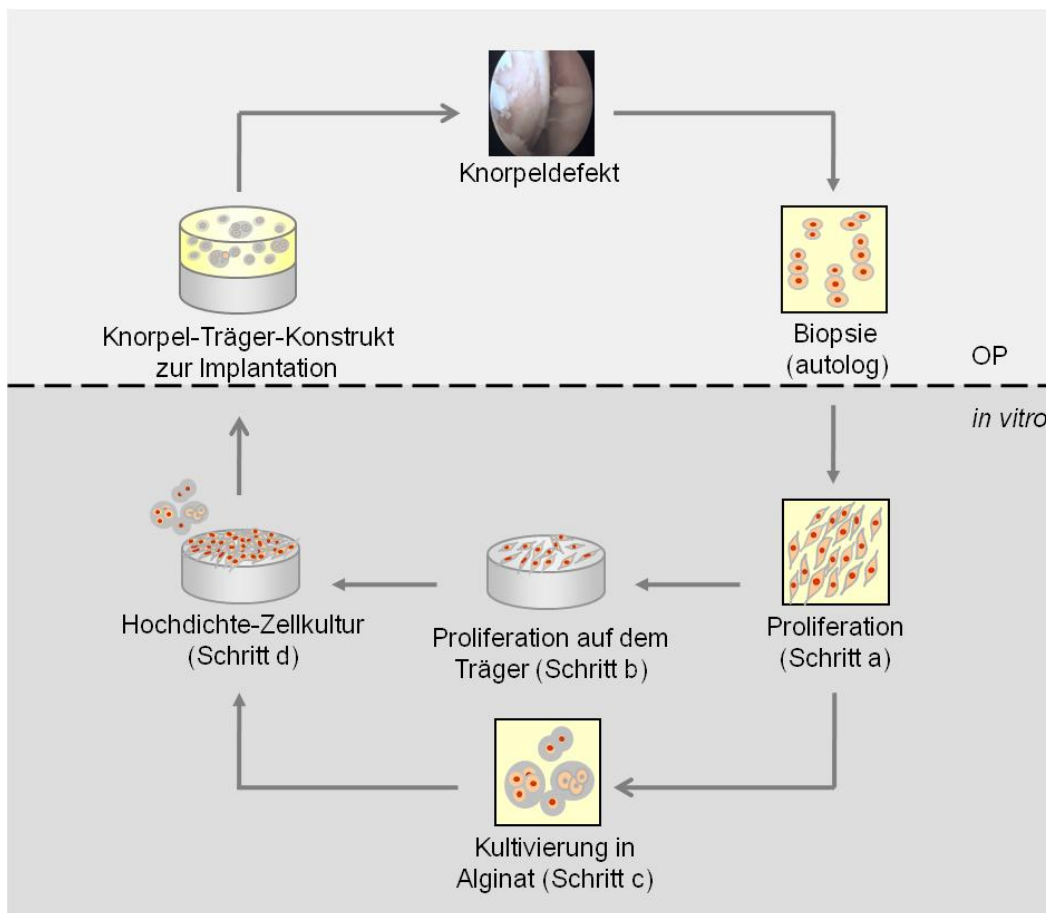 Knorpeldefekt
Knorpel-Träger-Konstrukt
zur Implantation
Biopsie
(autolog)
OP
in vitro
Hochdichte-Zellkultur
(Schritt d)
Proliferation auf dem
Träger (Schritt b)
Proliferation
(Schritt a)
Kultivierung in
Alginat (Schritt c)